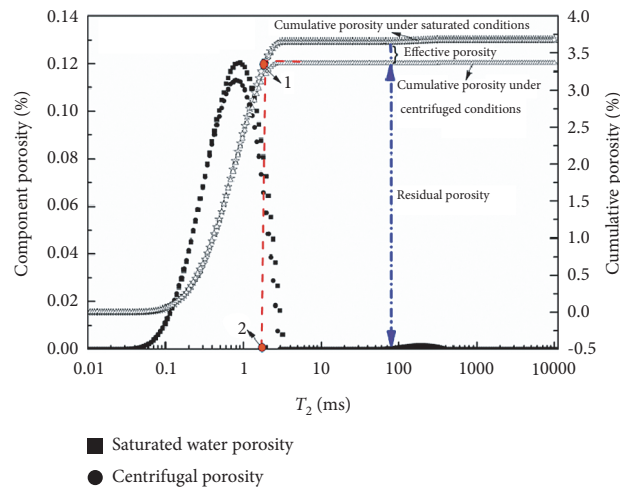 Cumulative porosity under saturated conditions
Effective porosity
1
Cumulative porosity under
centrifuged conditions
Residual porosity
2
Component porosity (%)
0.14
0.12
0.10
0.08
0.06
0.04
0.02
0.00
4.0
3.5
3.0
2.5
2.0
1.5
1.0
0.5
0.0
-0.5
Cumulative porosity (%)
0.01 0.1 1 10 100 1000 10000
T2 (ms)
Saturated water porosity
Centrifugal porosity